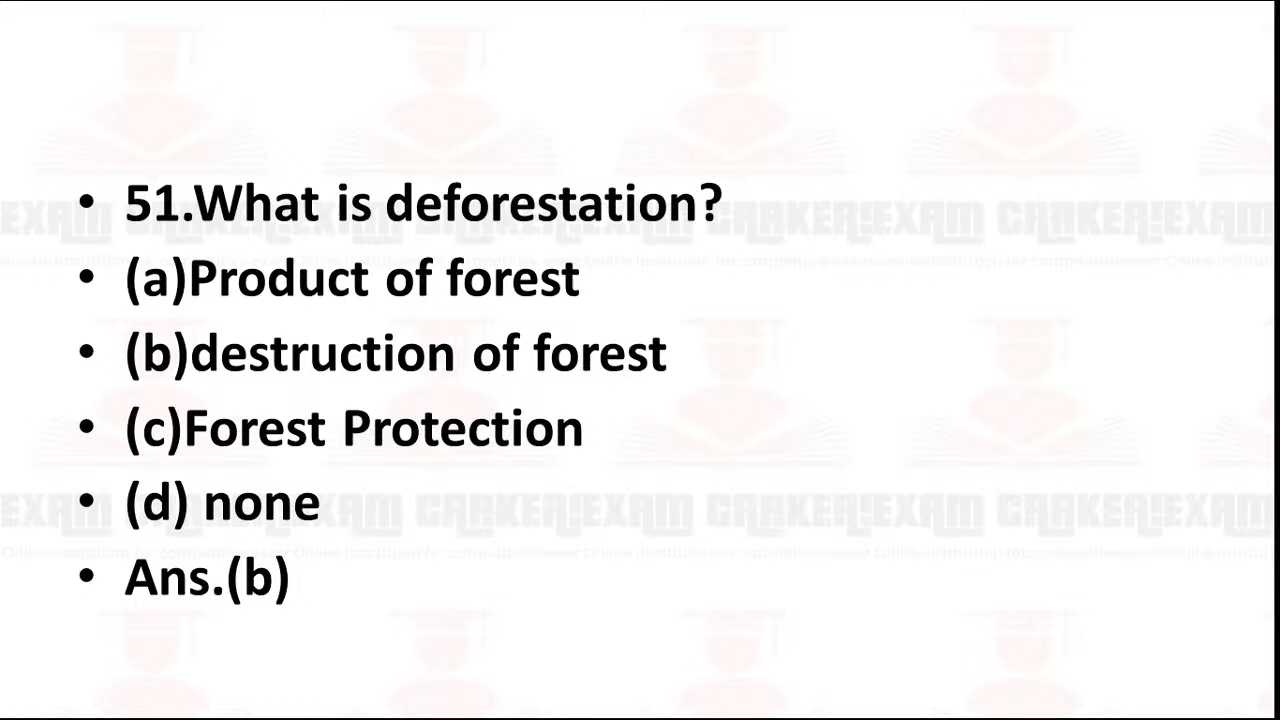 • 51.What is deforestation?
• (a)Product of forest
• (b)destruction of forest
• (c)Forest Protection
• (d) none
• Ans.(b)